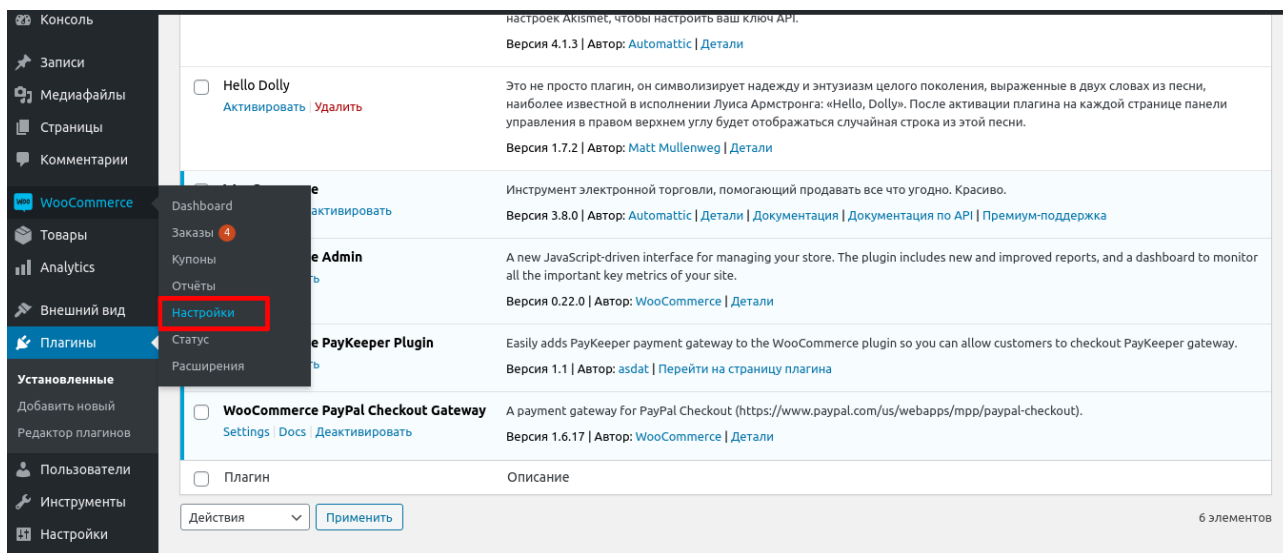 Консоль
Записи
Медиафайлы
Страницы
Комментарии
WooCommerce
Товары
Analytics
Внешний вид
Плагины
Установленные
Добавить новый
Редактор плагинов
Пользователи
Инструменты
Настройки
Dashboard
Заказы 4
Купоны
Отчёты
Настройки
Статус
Расширения
настроек Akismet, чтобы настроить ваш ключ API.
Версия 4.1.3 | Автор: Automattic | Детали
Hello Dolly
Активировать | Удалить
Это не просто плагин, он символизирует надежду и энтузиазм целого поколения, выраженные в двух словах из песни,
наиболее известной в исполнении Луиса Армстронга: «Hello, Dolly». После активации плагина на каждой странице панели
управления в правом верхнем углу будет отображаться случайная строка из этой песни.
Версия 1.7.2 | Автор: Matt Mullenweg | Детали
е
активировать
Инструмент электронной торговли, помогающий продавать все что угодно. Красиво.
Версия 3.8.0 | Автор: Automattic | Детали | Документация | Документация по API | Премиум-поддержка
e Admin
ть
A new JavaScript-driven interface for managing your store. The plugin includes new and improved reports, and a dashboard to monitor
all the important key metrics of your site.
Версия 0.22.0 | Автор: WooCommerce | Детали
e PayKeeper Plugin
ть
Easily adds PayKeeper payment gateway to the WooCommerce plugin so you can allow customers to checkout PayKeeper gateway.
Версия 1.1 | Автор: asdat | Перейти на страницу плагина
WooCommerce PayPal Checkout Gateway
Settings | Docs | Деактивировать
A payment gateway for PayPal Checkout (https://www.paypal.com/us/webapps/mpp/paypal-checkout).
Версия 1.6.17 | Автор: WooCommerce | Детали
Плагин
Описание
Действия
Применить
6 элементов